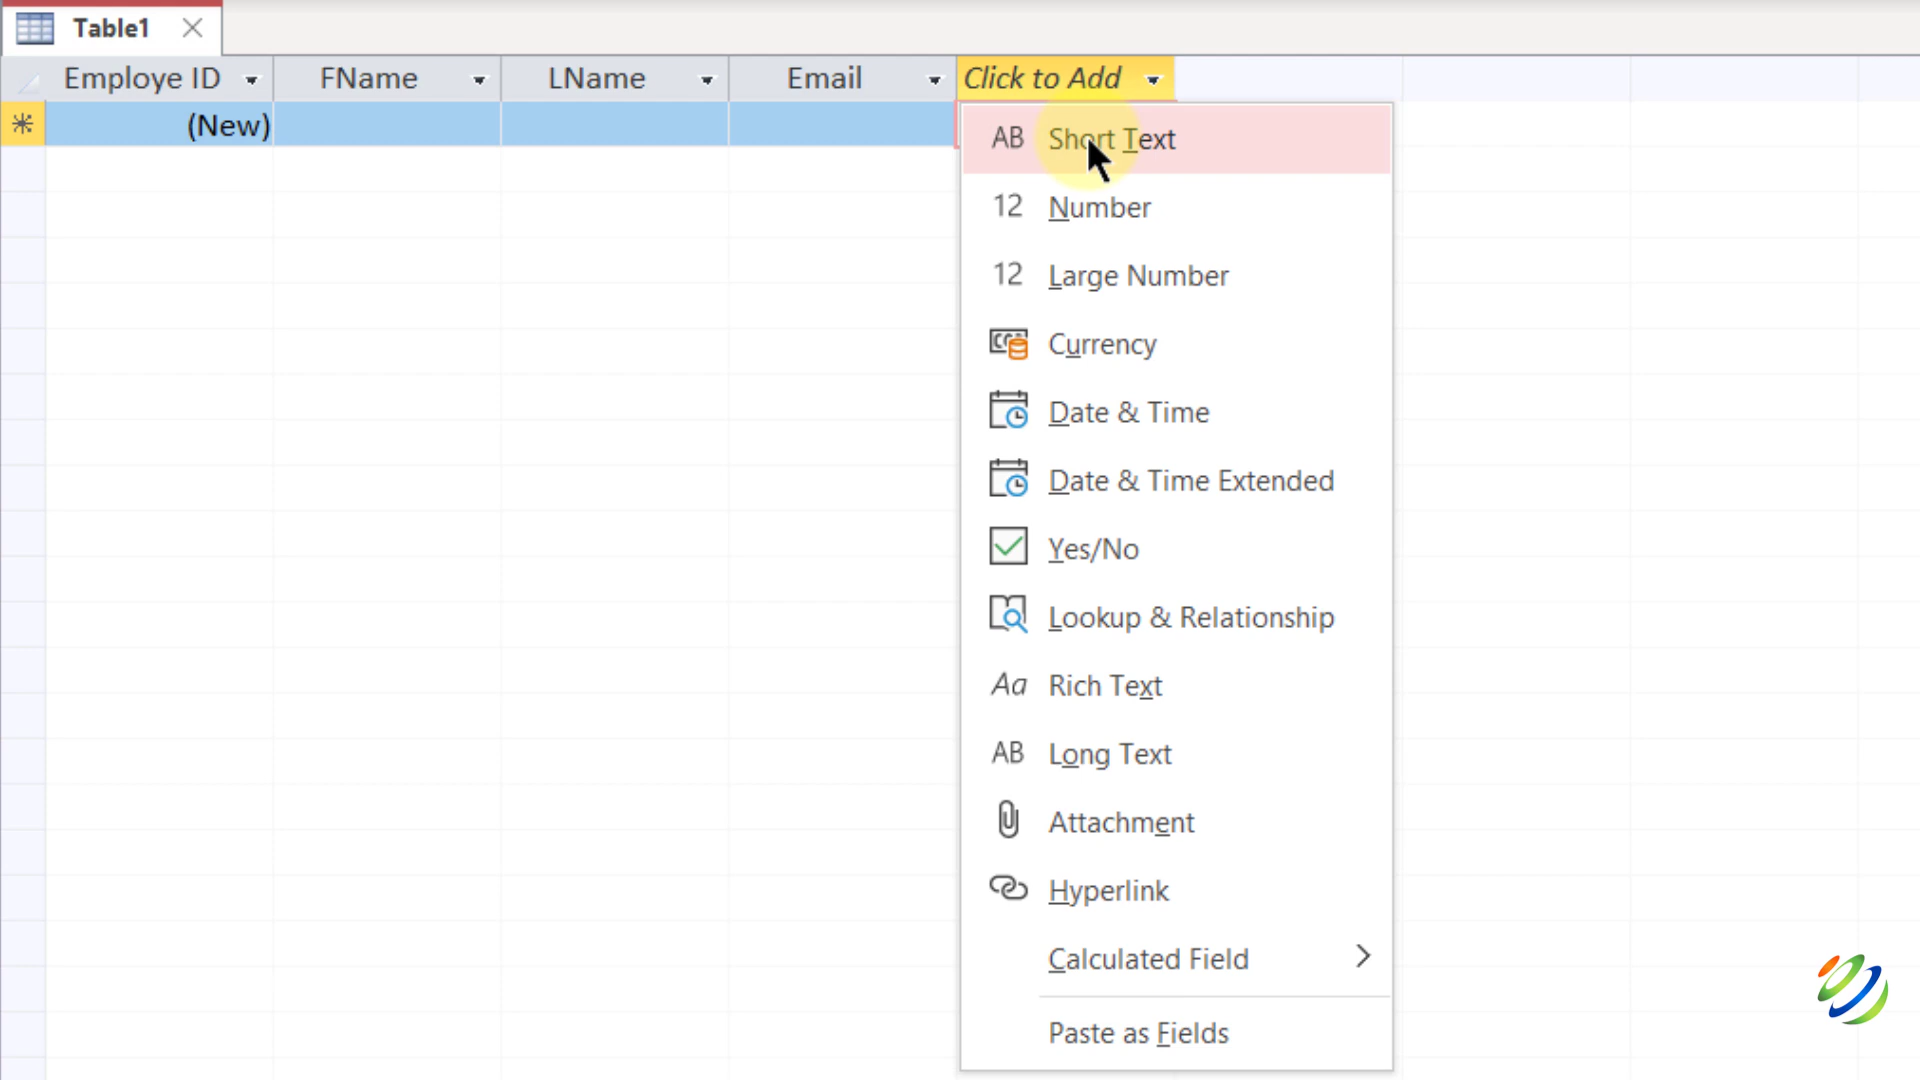 Table1
Employe ID FName LName Email Click to Add
(New)
AB Short Text
12 Number
12 Large Number
Currency
Date & Time
Date & Time Extended
Yes/No
Lookup & Relationship
Aa Rich Text
AB Long Text
Attachment
Hyperlink
Calculated Field
Paste as Fields